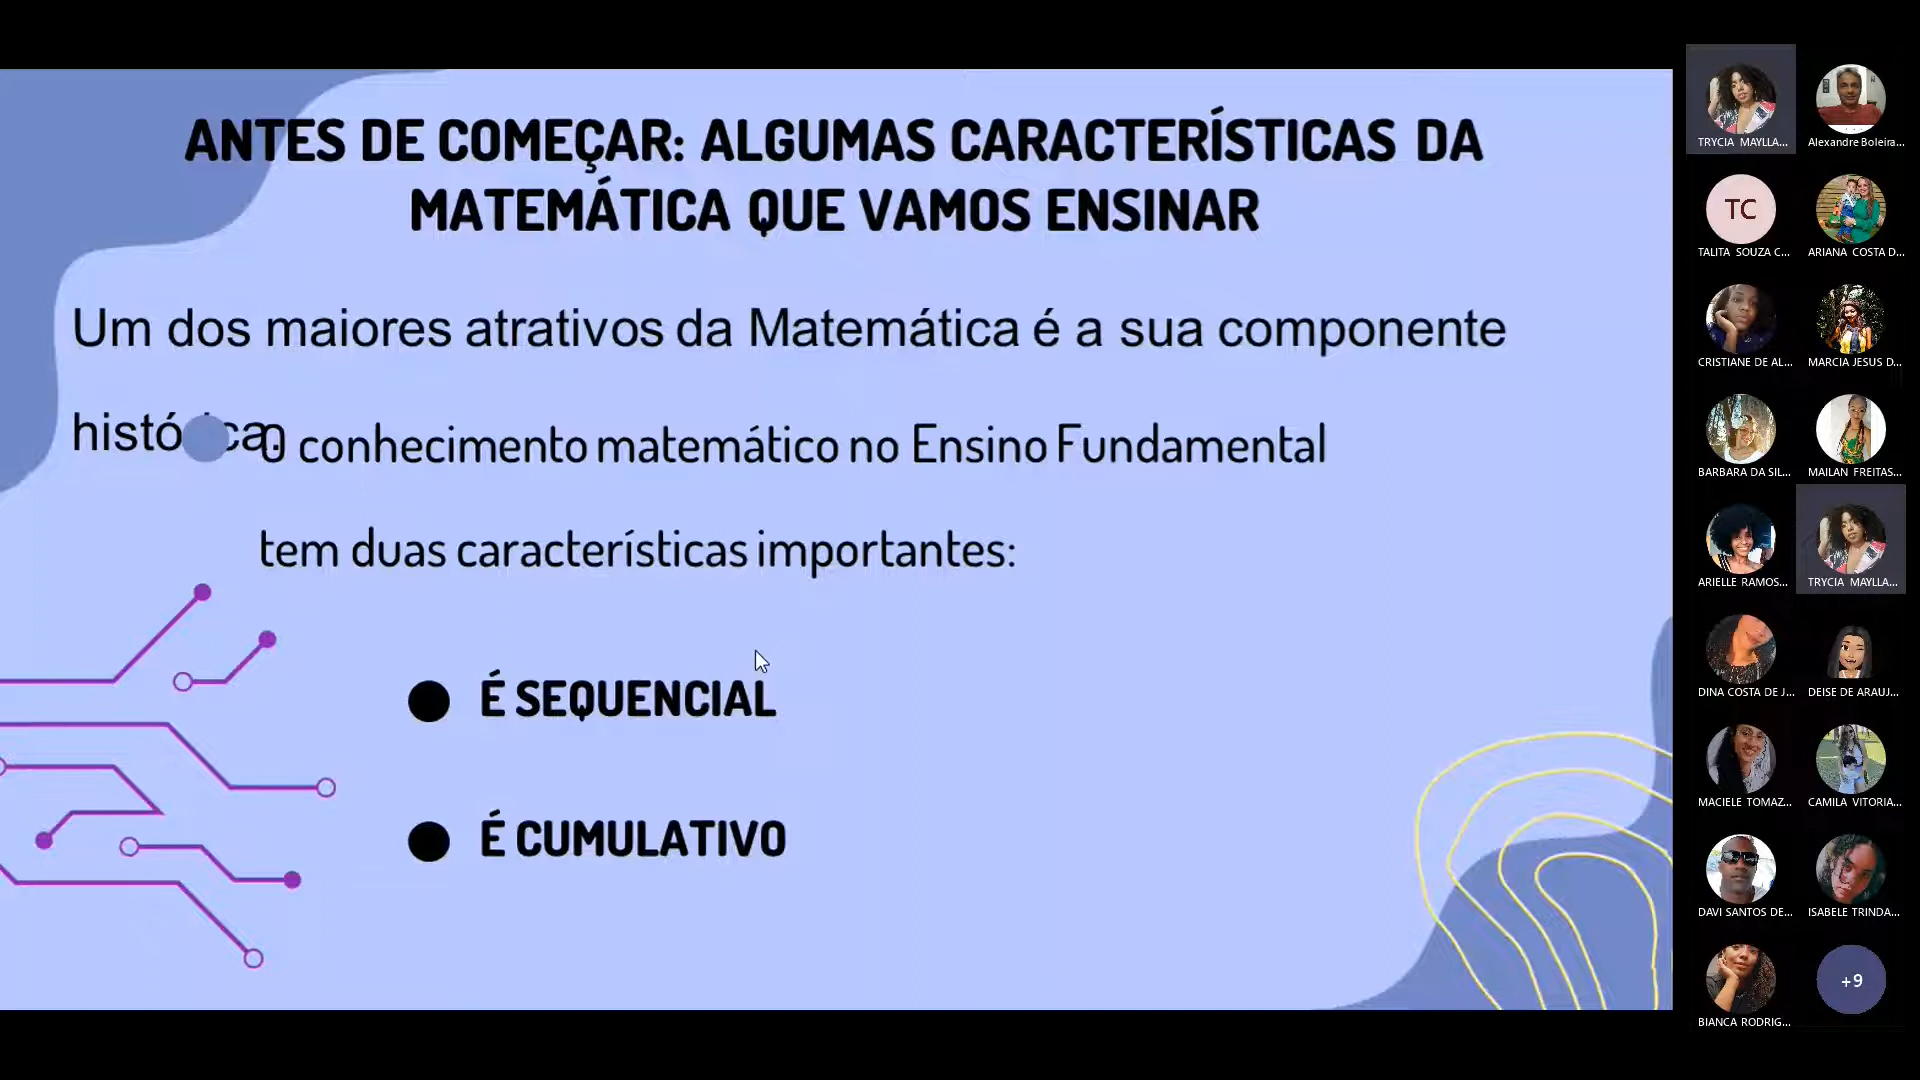 ANTES DE COMEÇAR: ALGUMAS CARACTERÍSTICAS DA
MATEMÁTICA QUE VAMOS ENSINAR
Um dos maiores atrativos da Matemática é a sua componente
O conhecimento matemático no Ensino Fundamental
tem duas características importantes:
É SEQUENCIAL
É CUMULATIVO
TRYCIA MAYLLA...
Alexandre Boleira...
TC
TALITA SOUZA C...
ARIANA COSTA D...
CRISTIANE DE AL...
MARCIA JESUS D...
BARBARA DA SIL...
MAILAN FREITAS...
ARIELLE RAMOS...
TRYCIA MAYLLA...
DINA COSTA DE J...
DEISE DE ARAUJ...
MACIELE TOMAZ...
CAMILA VITORIA...
DAVI SANTOS DE...
ISABELE TRINDA...
BIANCA RODRIG...
+9